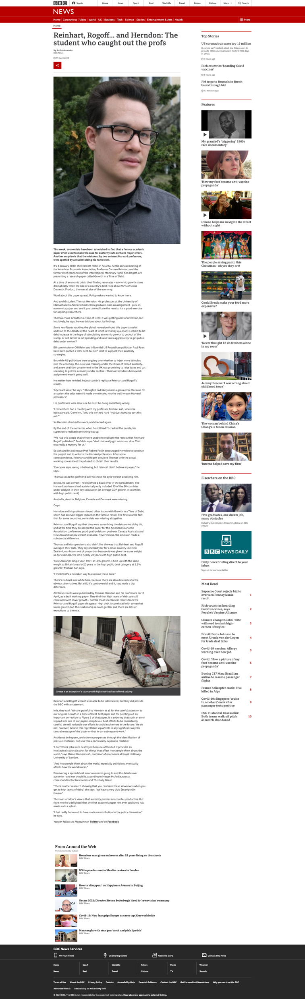 BBC
Sign in
Home
News
Sport
Reel
Worklife
Travel
Future
Culture
More
Search
NEWS
Home
Coronavirus
Video
World
UK
Business
Tech
Science
Stories
Entertainment & Arts
Health
More
Home
Reinhart, Rogoff... and Herndon: The
student who caught out the profs
By Ruth Alexander
BBC News
19 April 2013
This week, economists have been astonished to find that a famous academic
paper often used to make the case for austerity cuts contains major errors.
Another surprise is that the mistakes, by two eminent Harvard professors,
were spotted by a student doing his homework.
It's 4 January 2010, the Marriott Hotel in Atlanta. At the annual meeting of
the American Economic Association, Professor Carmen Reinhart and the
former chief economist of the International Monetary Fund, Ken Rogoff, are
presenting a research paper called Growth in a Time of Debt.
At a time of economic crisis, their finding resonates - economic growth slows
dramatically when the size of a country's debt rises above 90% of Gross
Domestic Product, the overall size of the economy.
Word about this paper spread. Policymakers wanted to know more.
And so did student Thomas Herndon. His professors at the University of
Massachusetts Amherst had set his graduate class an assignment - pick an
economics paper and see if you can replicate the results. It's a good exercise
for aspiring researchers.
Thomas chose Growth in a Time of Debt. It was getting a lot of attention, but
intuitively, he says, he was dubious about its findings.
Some key figures tackling the global recession found this paper a useful
addition to the debate at the heart of which is this key question: is it best to let
debt increase in the hope of stimulating economic growth to get out of the
slump, or is it better to cut spending and raise taxes aggressively to get public
debt under control?
EU commissioner Olli Rehn and influential US Republican politician Paul Ryan
have both quoted a 90% debt-to-GDP limit to support their austerity
strategies.
But while US politicians were arguing over whether to inject more stimulus
into the economy, the euro was creaking under the strain of forced austerity,
and a new coalition government in the UK was promising to raise taxes and cut
spending to get the economy under control - Thomas Herndon's homework
assignment wasn't going well.
No matter how he tried, he just couldn't replicate Reinhart and Rogoff's
results.
"My heart sank," he says. "I thought I had likely made a gross error. Because I'm
a student the odds were I'd made the mistake, not the well-known Harvard
professors."
His professors were also sure he must be doing something wrong.
"I remember I had a meeting with my professor, Michael Ash, where he
basically said, 'Come on, Tom, this isn't too hard - you just gotta go sort this
out.'"
So Herndon checked his work, and checked again.
By the end of the semester, when he still hadn't cracked the puzzle, his
supervisors realised something was up.
"We had this puzzle that we were unable to replicate the results that Reinhart-
Rogoff published," Prof Ash, says. "And that really got under our skin. That
was really a mystery for us."
So Ash and his colleague Prof Robert Pollin encouraged Herndon to continue
the project and to write to the Harvard professors. After some
correspondence, Reinhart and Rogoff provided Thomas with the actual
working spreadsheet they'd used to obtain their results.
"Everyone says seeing is believing, but I almost didn't believe my eyes," he
says.
Thomas called his girlfriend over to check his eyes weren't deceiving him.
But no, he was correct - he'd spotted a basic error in the spreadsheet. The
Harvard professors had accidentally only included 15 of the 20 countries
under analysis in their key calculation (of average GDP growth in countries
with high public debt).
Australia, Austria, Belgium, Canada and Denmark were missing.
Oops.
Herndon and his professors found other issues with Growth in a Time of Debt,
which had an even bigger impact on the famous result. The first was the fact
that for some countries, some data was missing altogether.
Reinhart and Rogoff say that they were assembling the data series bit by bit,
and at the time they presented the paper for the American Economic
Association conference, good quality data on post-war Canada, Australia and
New Zealand simply weren't available. Nevertheless, the omission made a
substantial difference.
Thomas and his supervisors also didn't like the way that Reinhart and Rogoff
averaged their data. They say one bad year for a small country like New
Zealand, was blown out of proportion because it was given the same weight
as, for example, the UK's nearly 20 years with high public debt.
"New Zealand's single year, 1951, at -8% growth is held up with the same
weight as Britain's nearly 20 years in the high public debt category at 2.5%
growth," Michael Ash says.
"I think that's a mistaken way to examine these data."
There's no black and white here, because there are also downsides to the
obvious alternatives. But still, it's controversial and it, too, made a big
difference.
All these results were published by Thomas Herndon and his professors on 15
April, as a draft working paper. They find that high levels of debt are still
correlated with lower growth - but the most spectacular results from the
Reinhart and Rogoff paper disappear. High debt is correlated with somewhat
lower growth, but the relationship is much gentler and there are lots of
exceptions to the rule.
Greece is an example of a country with high debt that has suffered a slump
Reinhart and Rogoff weren't available to be interviewed, but they did provide
the BBC with a statement.
In it, they said: "We are grateful to Herndon et al. for the careful attention to
our original Growth in a Time of Debt AER paper and for pointing out an
important correction to Figure 2 of that paper. It is sobering that such an error
slipped into one of our papers despite our best efforts to be consistently
careful. We will redouble our efforts to avoid such errors in the future. We do
not, however, believe this regrettable slip affects in any significant way the
central message of the paper or that in our subsequent work."
Accidents do happen, and science progresses through the identification of
previous mistakes. But was this a particularly expensive mistake?
"I don't think jobs were destroyed because of this but it provides an
intellectual rationalisation for things that affect how people think about the
world," says Daniel Hamermesh, professor of economics at Royal Holloway,
University of London.
"And how people think about the world, especially politicians, eventually
affects how the world works."
Discovering a spreadsheet error was never going to end the debate over
austerity - and nor should it, according to Megan McArdle, special
correspondent for Newsweek and The Daily Beast.
"There is other research showing that you can have these slowdowns when you
get to high levels of debt," she says. "We have a very vivid [example] in
Greece."
Thomas Herndon 's view is that austerity policies are counter-productive. But
right now he's delighted that the first academic paper he's ever published has
made such a splash.
"I feel really honoured to have made a contribution to the policy discussion,"
he says.
You can follow the Magazine on Twitter and on Facebook
Top Stories
US coronavirus cases top 15 million
It comes as President-elect Joe Biden vows to
provide 100m vaccinations in his first 100 days
in office.
3 hours ago
Rich countries 'hoarding Covid
vaccines'
8 hours ago
PM to go to Brussels in Brexit
breakthrough bid
13 minutes ago
Features
My grandad's 'triggering' 1960s
race documentary'
'How my foot became anti-vaccine
propaganda'
iPhone helps me navigate the street
without sight
The people saving panto this
Christmas - oh yes they are!
Could Brexit make your food more
expensive?
'Never thought I'd do freshers alone
in my room'
Jeremy Bowen: 'I was wrong about
childhood town'
The woman behind China's
Chang'e-5 Moon mission
'Interns helped save my firm'
Elsewhere on the BBC
Five graduates, one dream job,
many obstacles
Industry: All episodes Streaming Now on BBC
iPlayer
BBC NEWS DAILY
Daily news briefing direct to your
inbox
Sign up for our newsletter
Most Read
Supreme Court rejects bid to
overturn Pennsylvania
result
1
Rich countries hoarding
Covid vaccines, says
People's Vaccine Alliance
2
Climate change: Global 'elite'
will need to slash high-
carbon lifestyles
3
Brexit: Boris Johnson to
meet Ursula von der Leyen
for trade deal talks
4
Covid-19 vaccine: Allergy
warning over new jab
5
Covid: 'How a picture of my
foot became anti-vaccine
propaganda'
6
Boeing 737 Max: Brazilian
airline to resume passenger
flights
7
France helicopter crash: Five
killed in Alps
8
Covid-19: Singapore 'cruise
to nowhere' ends after
passenger tests positive
9
PSG v Istanbul Basaksehir:
Both teams walk off pitch
as match abandoned
10
From Around the Web
Promoted content by Outbrain
Homeless man given makeover after 25 years living on the streets
BBC News
White powder sent to Muslim centres in London
BBC News
How to 'disappear' on Happiness Avenue in Beijing
BBC News
Oscars 2021: Director Steven Soderbergh hired to 're-envision' ceremony
BBC News
Covid-19: New fear grips Europe as cases top 30m worldwide
BBC News
Man caught with stun gun 'torch and pink lipstick'
BBC News
BBC News Services
On your mobile
On smart speakers
Get news alerts
Contact BBC News
Home
Sport
Worklife
Future
Music
Weather
News
Reel
Travel
Culture
TV
Sounds
Terms of Use
About the BBC
Privacy Policy
Cookies
Accessibility Help
Parental Guidance
Contact the BBC
Get Personalised Newsletters
Why you can trust the BBC
Advertise with us
AdChoices / Do Not Sell My Info
© 2020 BBC. The BBC is not responsible for the content of external sites. Read about our approach to external linking.